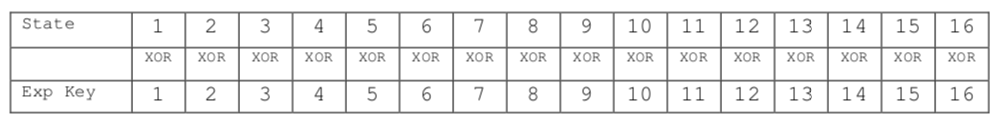 State 1 2 3 4 5 6 7 8 9 10 11 12 13 14 15 16
XOR XOR XOR XOR XOR XOR XOR XOR XOR XOR XOR XOR XOR XOR XOR XOR
Exp Key 1 2 3 4 5 6 7 8 9 10 11 12 13 14 15 16